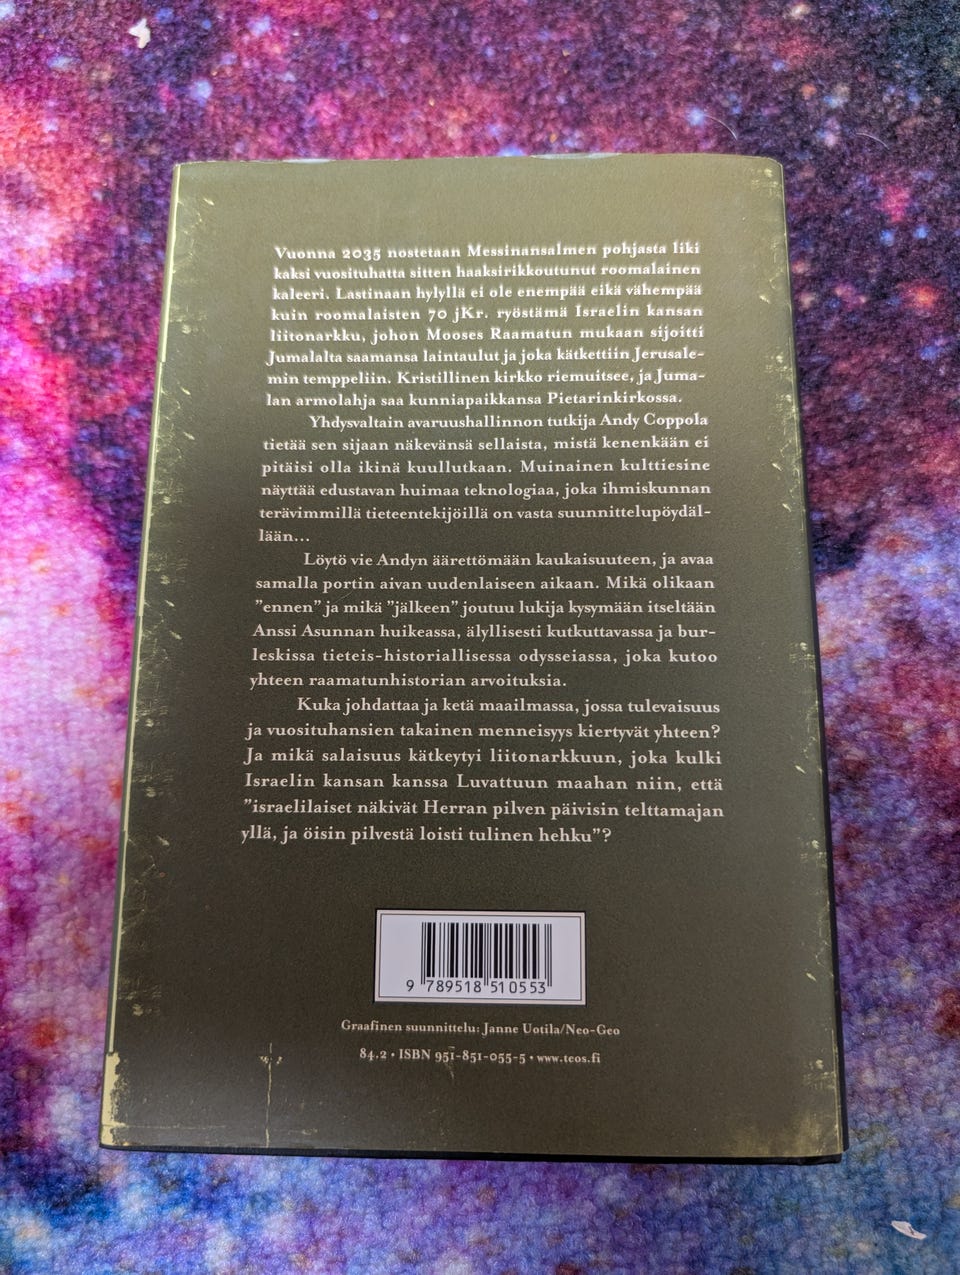 Vuonna 2035 nostetaan Messinansalmen pohjasta liki
kaksi vuosituhatta sitten haaksirikkoutunut roomalainen
kaleeri. Lastinaan hylyllä ei ole enempää eikä vähempää
kuin roomalaisten 70 jKr. ryöstämä Israelin kansan
liitonarkku, johon Mooses Raamatun mukaan sijoitti
Jumalalta saamansa laintaulut ja joka kätkettiin Jerusale-
min temppeliin. Kristillinen kirkko riemuitsee, ja Juma-
lan armolahja saa kunniapaikkansa Pietarinkirkossa.
Yhdysvaltain avaruushallinnon tutkija Andy Coppola
tietää sen sijaan näkevänsä sellaista, mistä kenenkään ei
pitäisi olla ikinä kuullutkaan. Muinainen kulttiesine
näyttää edustavan huimaa teknologiaa, joka ihmiskunnan
terävimmillä tieteentekijöillä on vasta suunnittelupöydäl-
lään...
Löytö vie Andyn äärettömään kaukaisuuteen, ja avaa
samalla portin aivan uudenlaiseen aikaan. Mikä olikaan
"ennen" ja mikä "jälkeen" joutuu lukija kysymään itseltään
Anssi Asunnan huikeassa, älyllisesti kutkuttavassa ja bur-
leskissa tieteis-historiallisessa odysseiassa, joka kutoo
yhteen raamatunhistorian arvoituksia.
Kuka johdattaa ja ketä maailmassa, jossa tulevaisuus
ja vuosituhansien takainen menneisyys kiertyvät yhteen?
Ja mikä salaisuus kätkeytyi liitonarkkuun, joka kulki
Israelin kansan kanssa Luvattuun maahan niin, että
"israelilaiset näkivät Herran pilven päivisin telttamajan
yllä, ja öisin pilvestä loisti tulinen hehku"?
9 789518 510553
Graafinen suunnittelu: Janne Uotila/Neo-Geo
84.2 • ISBN 951-851-055-5 • www.teos.fi